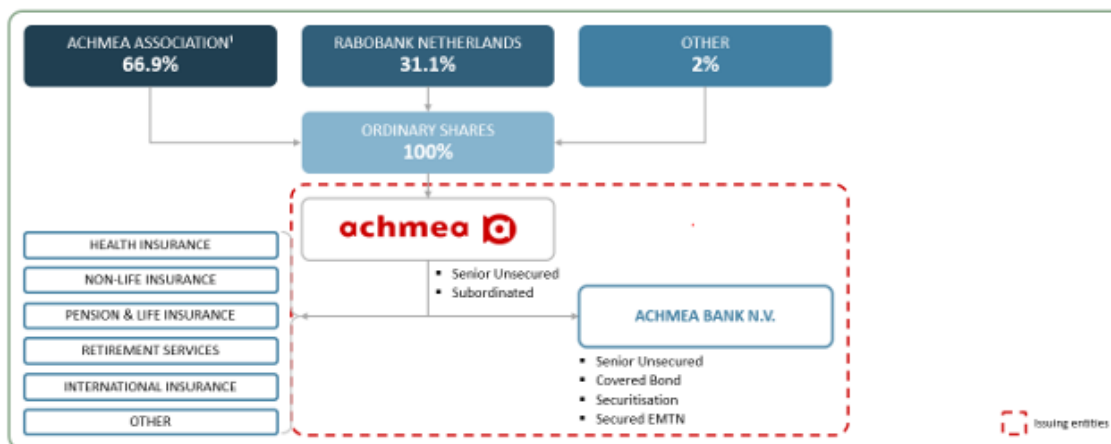 ACHMEA ASSOCIATION¹
66.9%
RABOBANK NETHERLANDS
31.1%
OTHER
2%
ORDINARY SHARES
100%
achmea
HEALTH INSURANCE
NON-LIFE INSURANCE
PENSION & LIFE INSURANCE
RETIREMENT SERVICES
INTERNATIONAL INSURANCE
OTHER
▪ Senior Unsecured
▪ Subordinated
ACHMEA BANK N.V.
▪ Senior Unsecured
▪ Covered Bond
▪ Securitisation
▪ Secured EMTN
Issuing entities